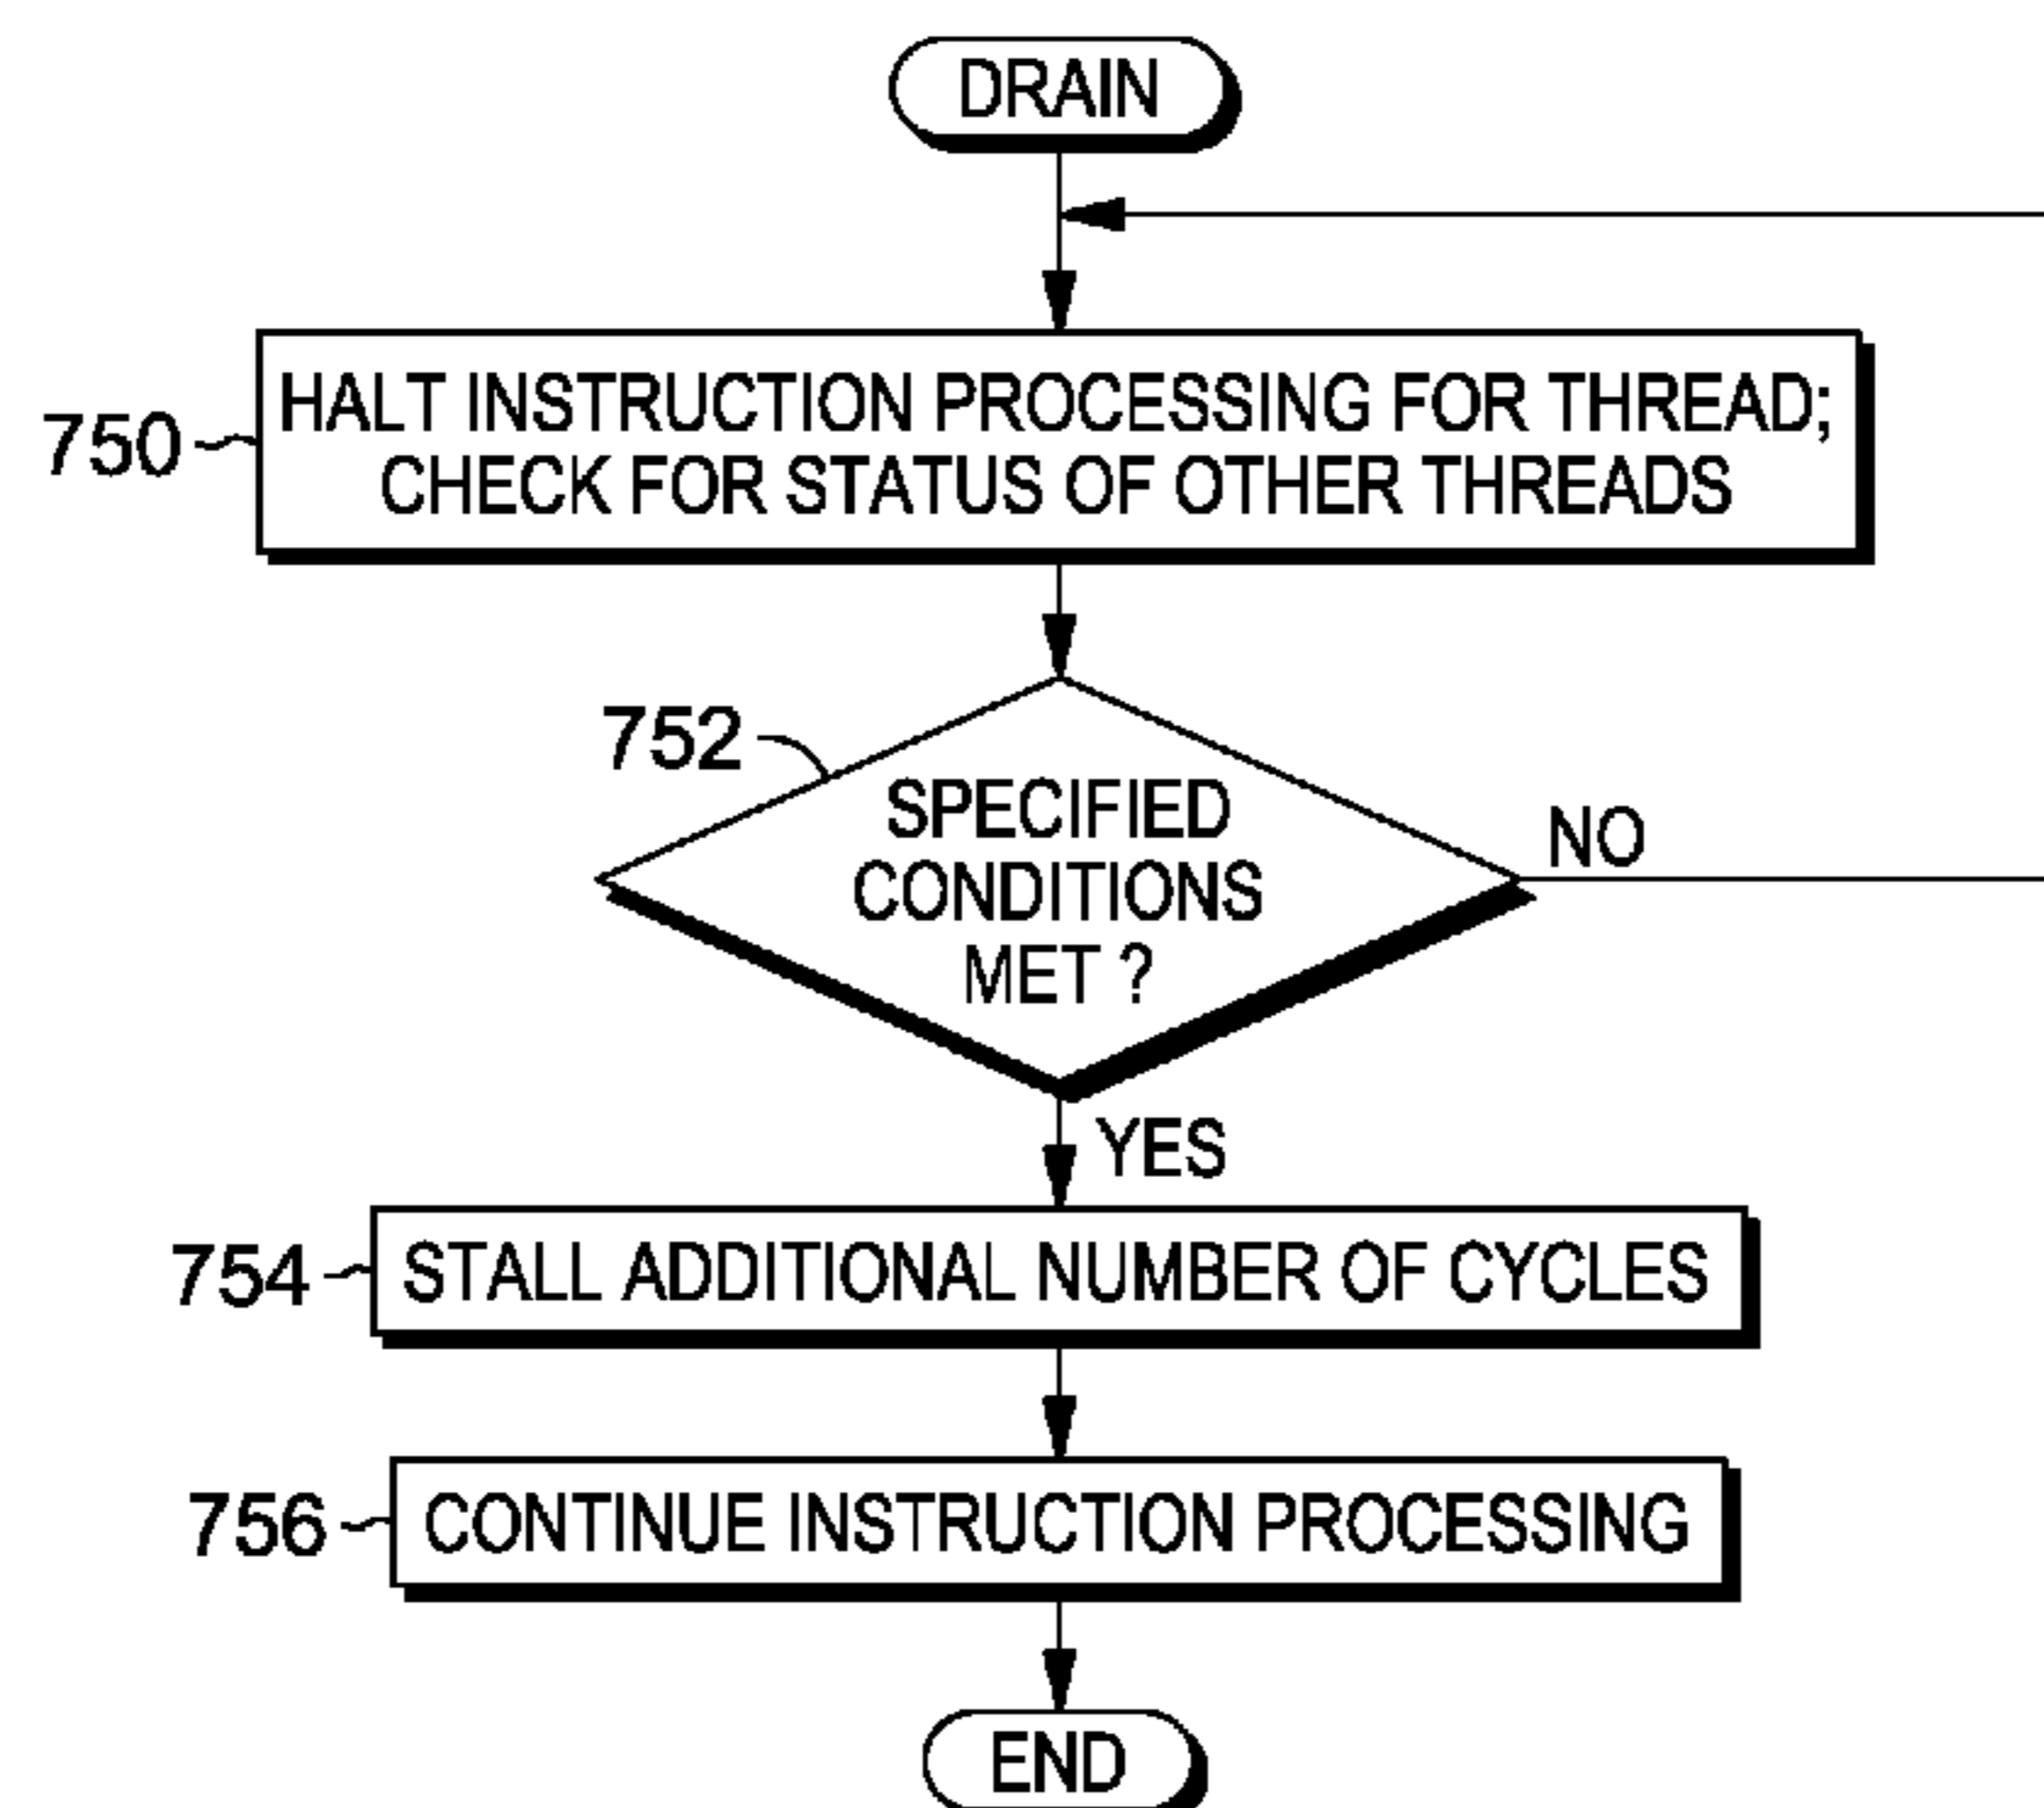 DRAIN
750
HALT INSTRUCTION PROCESSING FOR THREAD;
CHECK FOR STATUS OF OTHER THREADS
752
SPECIFIED
CONDITIONS
MET ?
NO
YES
754
STALL ADDITIONAL NUMBER OF CYCLES
756
CONTINUE INSTRUCTION PROCESSING
END